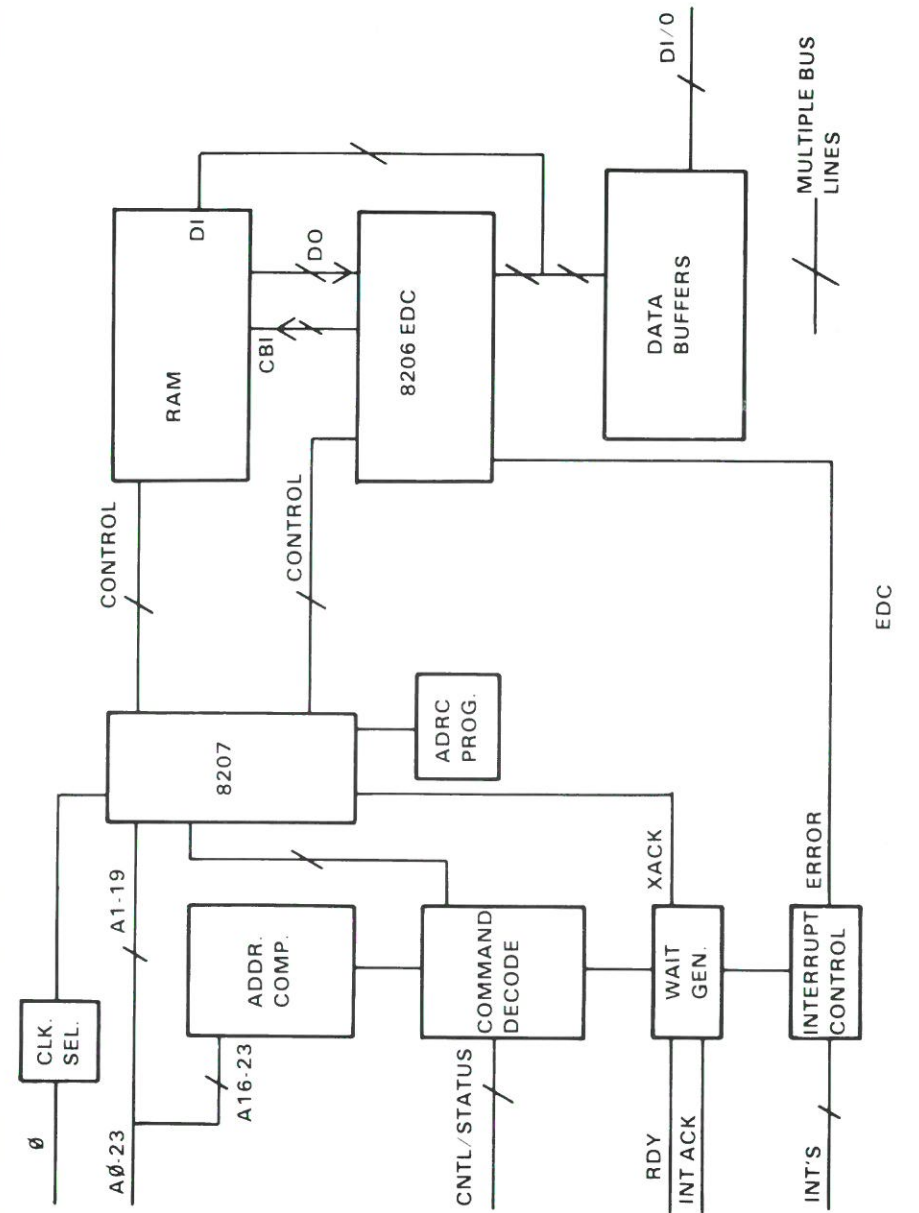 Ø
CLK.
SEL.
AØ-23
A1-19
A16-23
ADDR.
COMP.
CNTL/STATUS
COMMAND
DECODE
RDY
INT ACK
WAIT
GEN.
XACK
INT'S
INTERRUPT
CONTROL
ERROR
8207
ADRC
PROG.
CONTROL
CONTROL
RAM
DI
CBI
DO
8206 EDC
DATA
BUFFERS
DI/O
MULTIPLE BUS
LINES
EDC